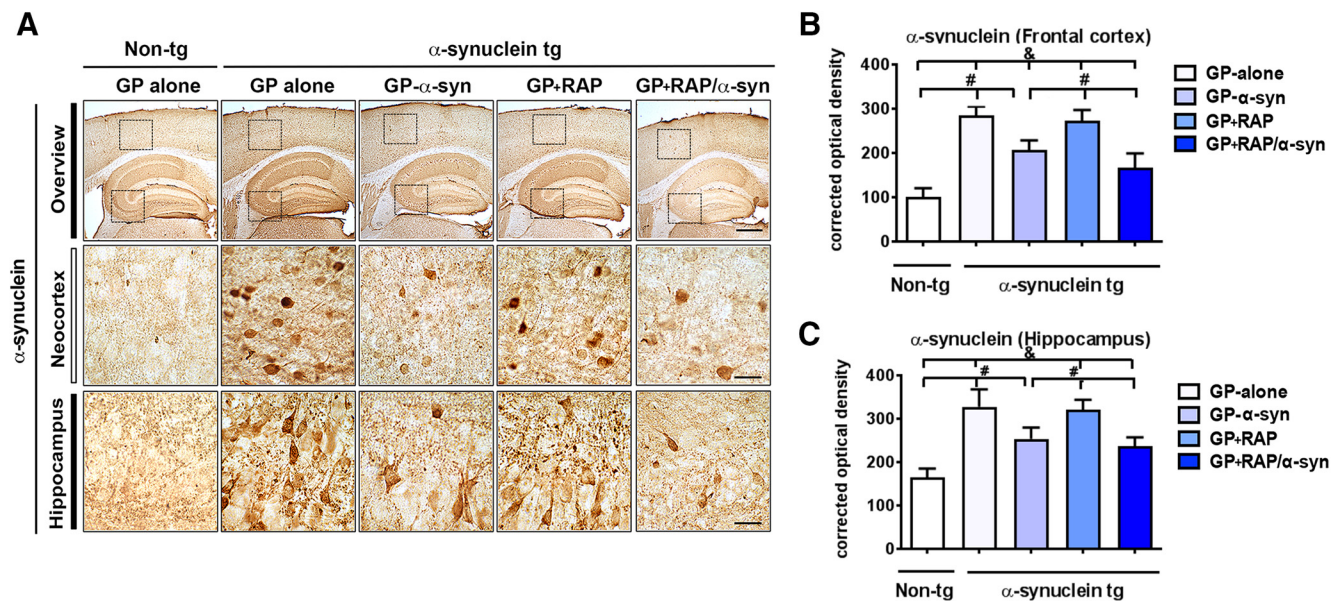 A
Non-tg
α-synuclein tg
GP alone
GP alone
GP-α-syn
GP+RAP
GP+RAP/α-syn
α-synuclein
Overview
Neocortex
Hippocampus
B
α-synuclein (Frontal cortex)
&
#
#
corrected optical density
400
300
200
100
0
Non-tg
α-synuclein tg
GP-alone
GP-α-syn
GP+RAP
GP+RAP/α-syn
C
α-synuclein (Hippocampus)
&
#
#
corrected optical density
400
300
200
100
0
Non-tg
α-synuclein tg
GP-alone
GP-α-syn
GP+RAP
GP+RAP/α-syn